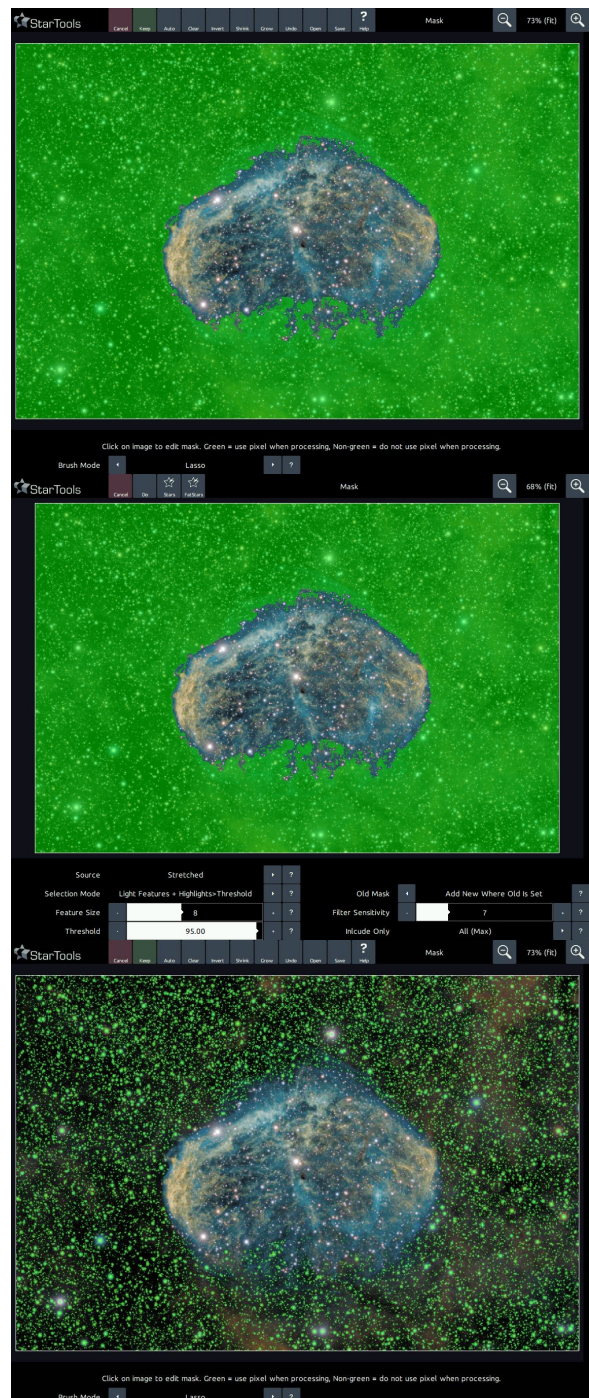 StarTools Cancel Keep Auto Clear Invert Shrink Grow Undo Open Save ? Help Mask 73% (fit)
Click on image to edit mask. Green = use pixel when processing, Non-green = do not use pixel when processing.
Brush Mode Lasso ?
StarTools Cancel Do Stars FatStars Mask 68% (fit)
Source Stretched ?
Selection Mode Light Features + Highlights>Threshold ? Old Mask Add New Where Old Is Set ?
Feature Size - 8 + ? Filter Sensitivity - 7 + ?
Threshold - 95.00 + ? Inlcude Only All (Max) ?
StarTools Cancel Keep Auto Clear Invert Shrink Grow Undo Open Save ? Help Mask 73% (fit)
Click on image to edit mask. Green = use pixel when processing, Non-green = do not use pixel when processing.
Brush Mode Lasso ?